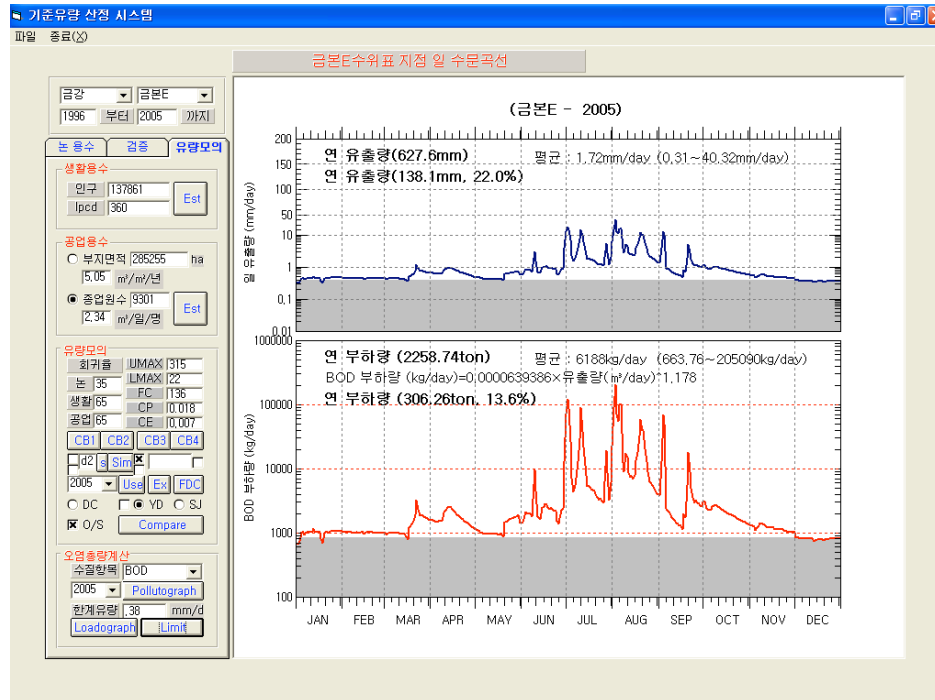 기준유량 산정 시스템
파일 종료(X)
금본E수위표 지점 일 수문곡선
금강 금본E
1996 부터 2005 까지
논 용수 검증 유량모의
생활용수
인구 137861
lpcd 360
Est
공업용수
부지면적 285255 ha
5.05 m³/m²/년
종업원수 9301
2.34 m³/일/명
Est
유량모의
회귀율 UMAX 315
논 35 LMAX 22
FC 136
생활 65 CP 0.018
공업 65 CE 0.007
CB1 CB2 CB3 CB4
d2 s Sim
2005 Use Ex FDC
DC YD SJ
O/S Compare
오염총량계산
수질항목 BOD
2005 Pollutograph
한계유량 .38 mm/d
Loadograph Limit
(금본E - 2005)
연 유출량(627.6mm) 평균 : 1.72mm/day (0.31~40.32mm/day)
연 유출량(138.1mm, 22.0%)
일 유출량 (mm/day)
200
150
100
50
10
1
0.1
0.01
연 부하량 (2258.74ton) 평균 : 6188kg/day (663.76~205090kg/day)
BOD 부하량 (kg/day)=0.0000639386×유출량(m³/day)^1.178
연 부하량 (306.26ton, 13.6%)
BOD 부하량 (kg/day)
1000000
100000
10000
1000
100
JAN FEB MAR APR MAY JUN JUL AUG SEP OCT NOV DEC